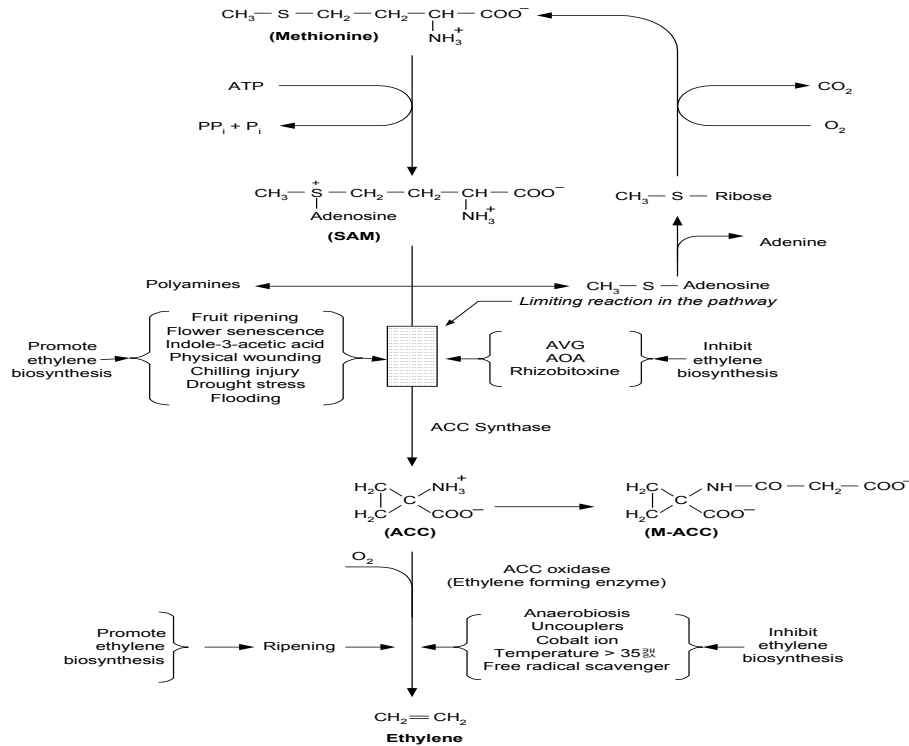 CH₃ — S — CH₂ — CH₂ — CH — COO⁻
NH₃⁺
(Methionine)
ATP
PPᵢ + Pᵢ
CO₂
O₂
CH₃ — S⁺ — CH₂ — CH₂ — CH — COO⁻
Adenosine
NH₃⁺
(SAM)
CH₃ — S — Ribose
Adenine
Polyamines
CH₃ — S — Adenosine
Limiting reaction in the pathway
Promote
ethylene
biosynthesis
Fruit ripening
Flower senescence
Indole-3-acetic acid
Physical wounding
Chilling injury
Drought stress
Flooding
AVG
AOA
Rhizobitoxine
Inhibit
ethylene
biosynthesis
ACC Synthase
H₂C
C
NH₃⁺
H₂C
COO⁻
(ACC)
H₂C
C
NH — CO — CH₂ — COO⁻
H₂C
COO⁻
(M-ACC)
O₂
ACC oxidase
(Ethylene forming enzyme)
Promote
ethylene
biosynthesis
Ripening
Anaerobiosis
Uncouplers
Cobalt ion
Temperature > 35
Free radical scavenger
Inhibit
ethylene
biosynthesis
CH₂＝CH₂
Ethylene